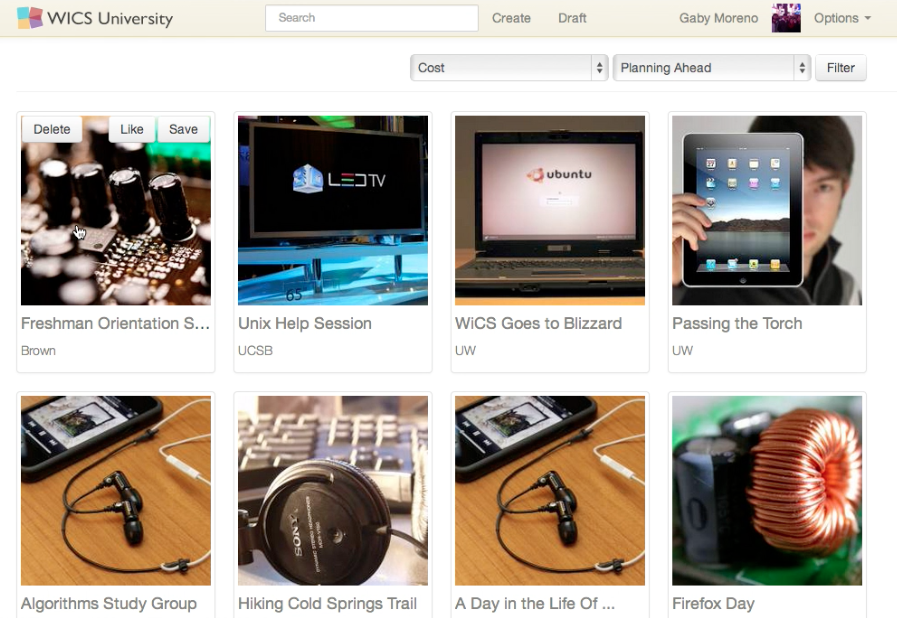 WICS University
Search
Create
Draft
Gaby Moreno
Options
Cost
Planning Ahead
Filter
Delete
Like
Save
LED TV
65
ubuntu
Freshman Orientation S...
Unix Help Session
WiCS Goes to Blizzard
Passing the Torch
Brown
UCSB
UW
UW
SONY
Algorithms Study Group
Hiking Cold Springs Trail
A Day in the Life Of ...
Firefox Day